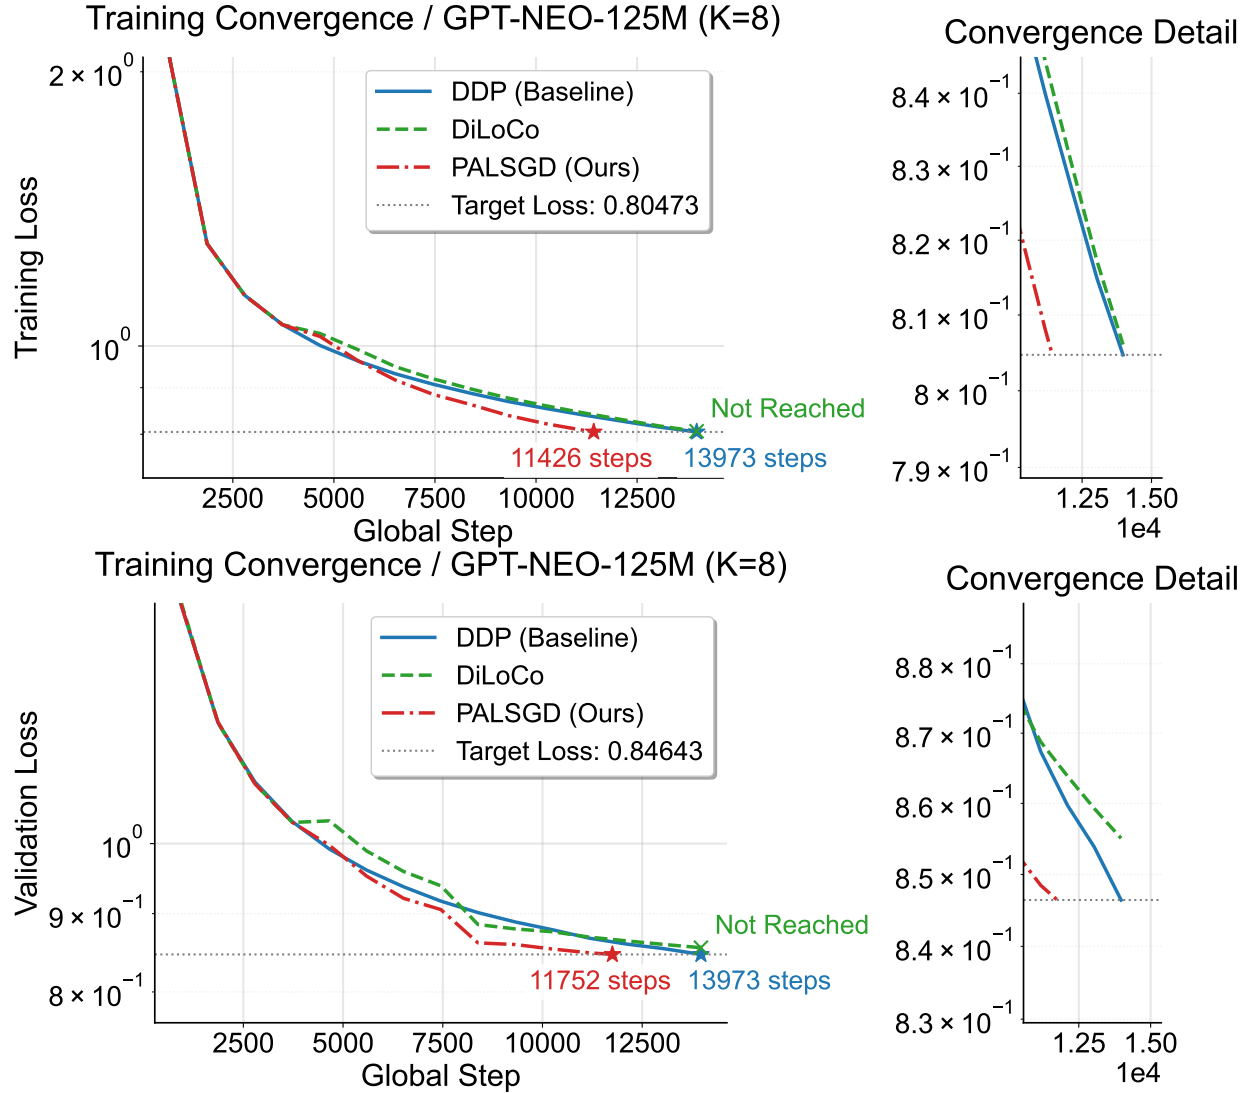 Training Convergence / GPT-NEO-125M (K=8)
Training Loss
2 × 10^0
10^0
DDP (Baseline)
DiLoCo
PALSGD (Ours)
Target Loss: 0.80473
Not Reached
11426 steps
13973 steps
2500 5000 7500 10000 12500
Global Step
Convergence Detail
8.4 × 10^−1
8.3 × 10^−1
8.2 × 10^−1
8.1 × 10^−1
8 × 10^−1
7.9 × 10^−1
1.25 1.50
1e4
Training Convergence / GPT-NEO-125M (K=8)
Validation Loss
10^0
9 × 10^−1
8 × 10^−1
DDP (Baseline)
DiLoCo
PALSGD (Ours)
Target Loss: 0.84643
Not Reached
11752 steps
13973 steps
2500 5000 7500 10000 12500
Global Step
Convergence Detail
8.8 × 10^−1
8.7 × 10^−1
8.6 × 10^−1
8.5 × 10^−1
8.4 × 10^−1
8.3 × 10^−1
1.25 1.50
1e4